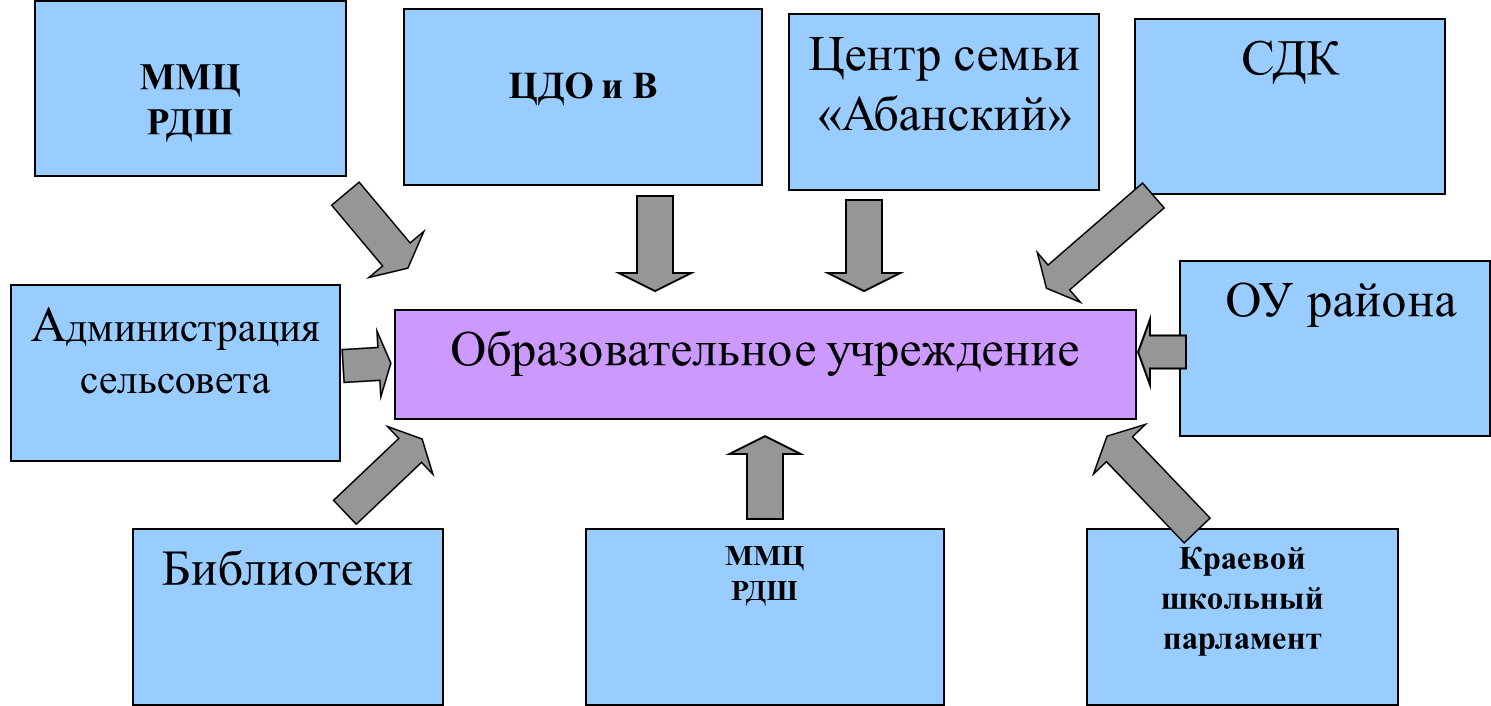 ММЦ
РДШ
ЦДО и В
Центр семьи
«Абанский»
СДК
Администрация
сельсовета
Образовательное учреждение
ОУ района
Библиотеки
ММЦ
РДШ
Краевой
школьный
парламент